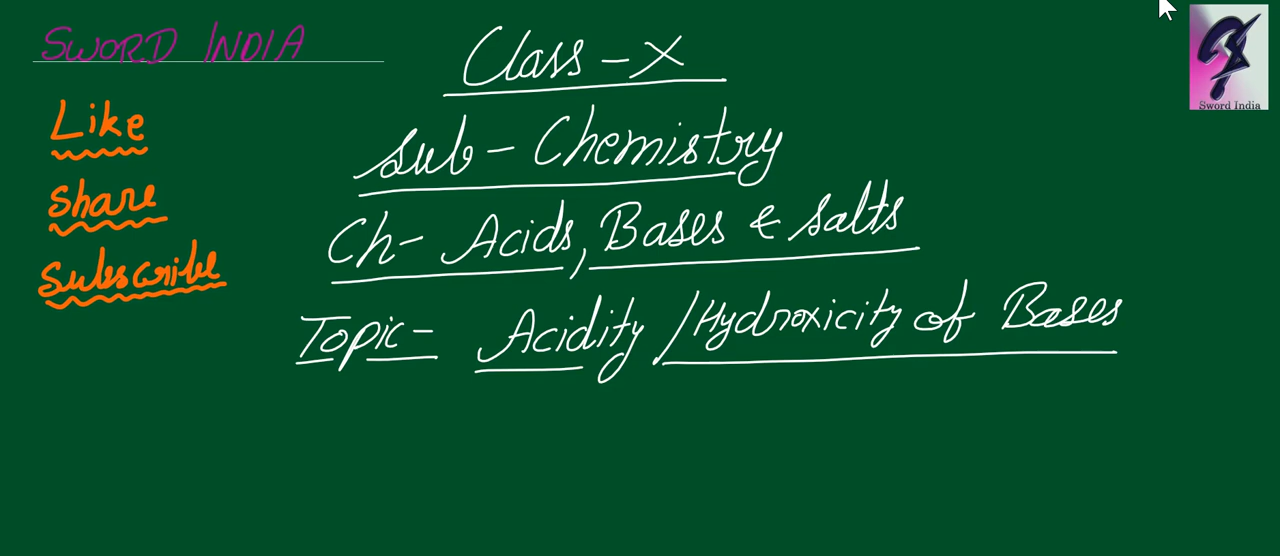 SWORD INDIA
Class - X
Sub - Chemistry
Ch - Acids, Bases & Salts
Topic - Acidity / Hydroxicity of Bases
Like
Share
Subscribe
Sword India